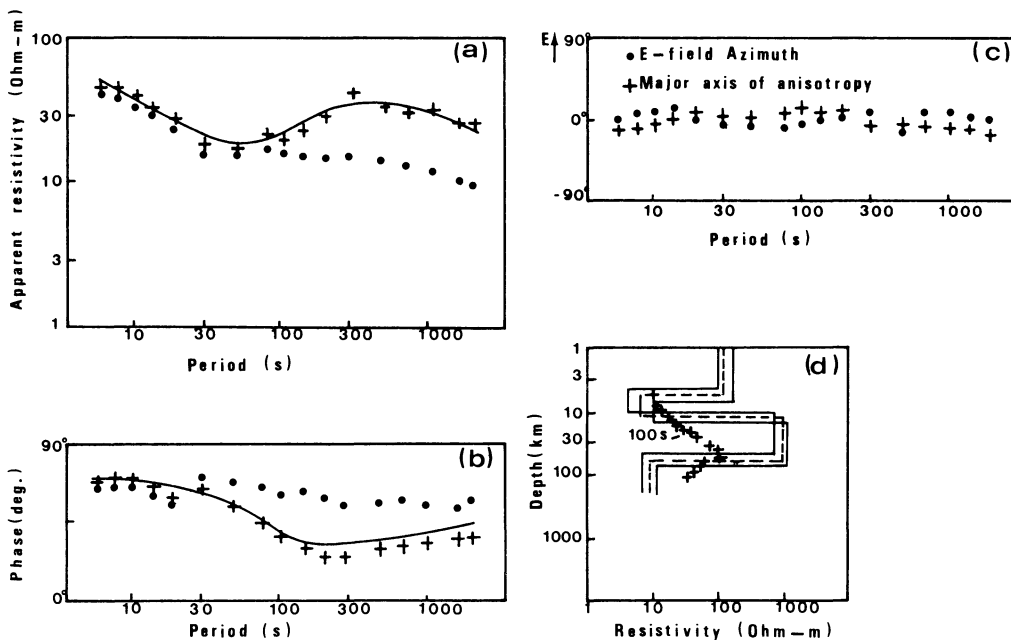 (a)
Apparent resistivity (Ohm-m)
100
30
10
3
1
10 30 100 300 1000
Period (s)
(b)
Phase(deg.)
90°
0°
10 30 100 300 1000
Period (s)
(c)
E
90°
0°
-90°
E-field Azimuth
Major axis of anisotropy
10 30 100 300 1000
Period (s)
(d)
Depth(km)
1
3
10
30
100
1000
100s
1 10 100 1000
Resistivity (Ohm-m)